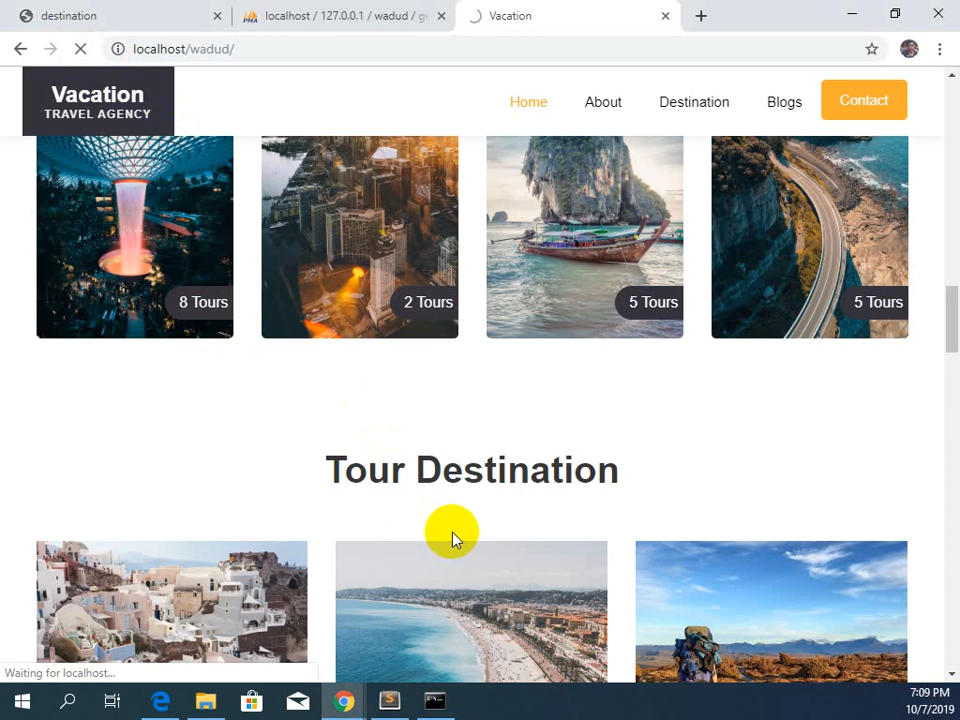 destination
localhost / 127.0.0.1 / wadud / ge
Vacation
localhost/wadud/
Vacation
TRAVEL AGENCY
Home
About
Destination
Blogs
Contact
8 Tours
2 Tours
5 Tours
5 Tours
Tour Destination
Waiting for localhost...
7:09 PM
10/7/2019